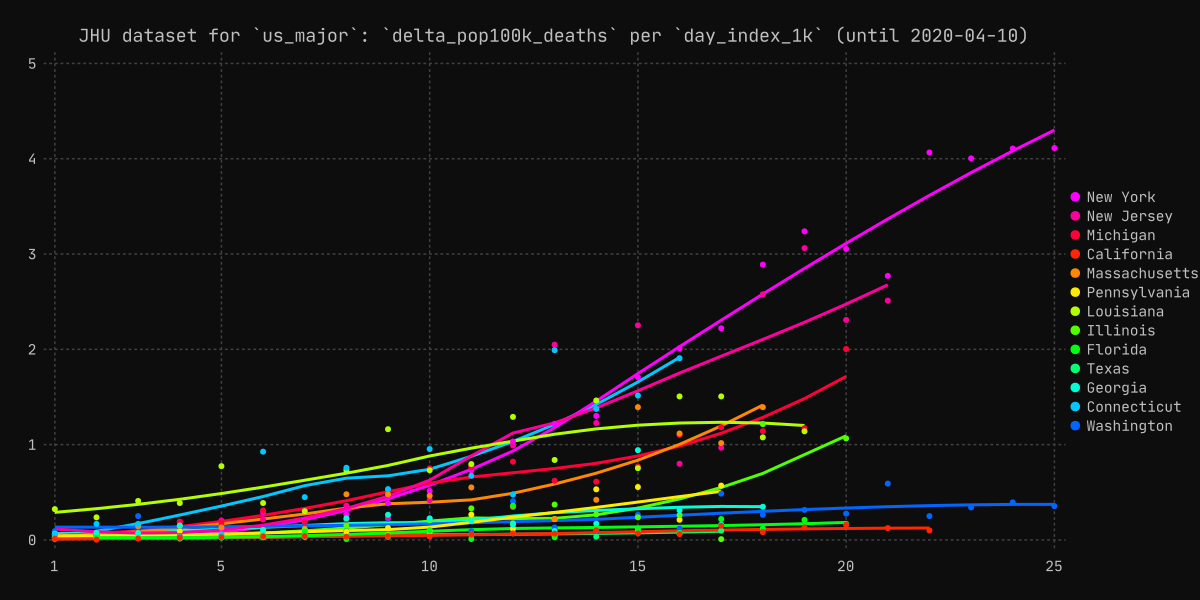 JHU dataset for `us_major`: `delta_pop100k_deaths` per `day_index_1k` (until 2020-04-10)
5
4
3
2
1
0
1
5
10
15
20
25
New York
New Jersey
Michigan
California
Massachusetts
Pennsylvania
Louisiana
Illinois
Florida
Texas
Georgia
Connecticut
Washington